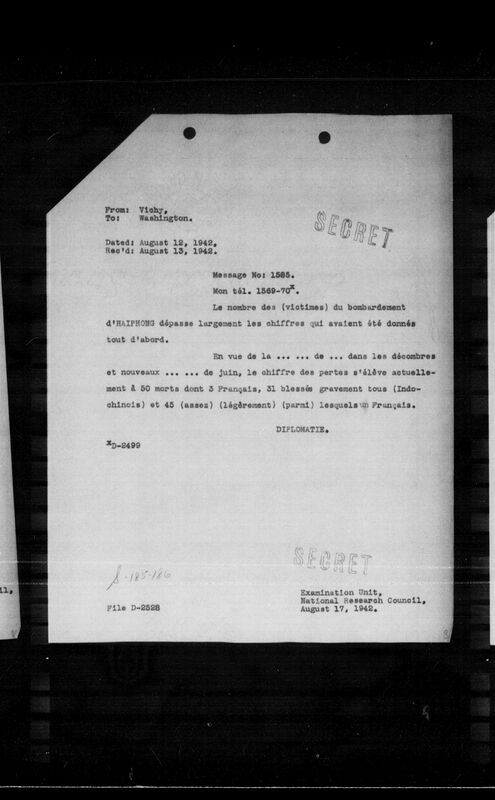 From: Vichy,
To: Washington.
SECRET
Dated: August 12, 1942.
Rec'd: August 13, 1942.
Message No: 1585.
Mon tél. 1569-70x.
Le nombre des (victimes) du bombardement
d'HAIPHONG dépasse largement les chiffres qui avaient été donnés
tout d'abord.
En vue de la ... ... de ... dans les décombres
et nouveaux ... ... de juin, le chiffre des pertes s'élève actuelle-
ment à 50 morts dont 3 Français, 31 blessés gravement tous (Indo-
chinois) et 45 (assez) (légèrement) (parmi) lesquels un Français.
DIPLOMATIE.
xD-2499
SECRET
S-185-186
Examination Unit,
National Research Council,
August 17, 1942.
File D-2528